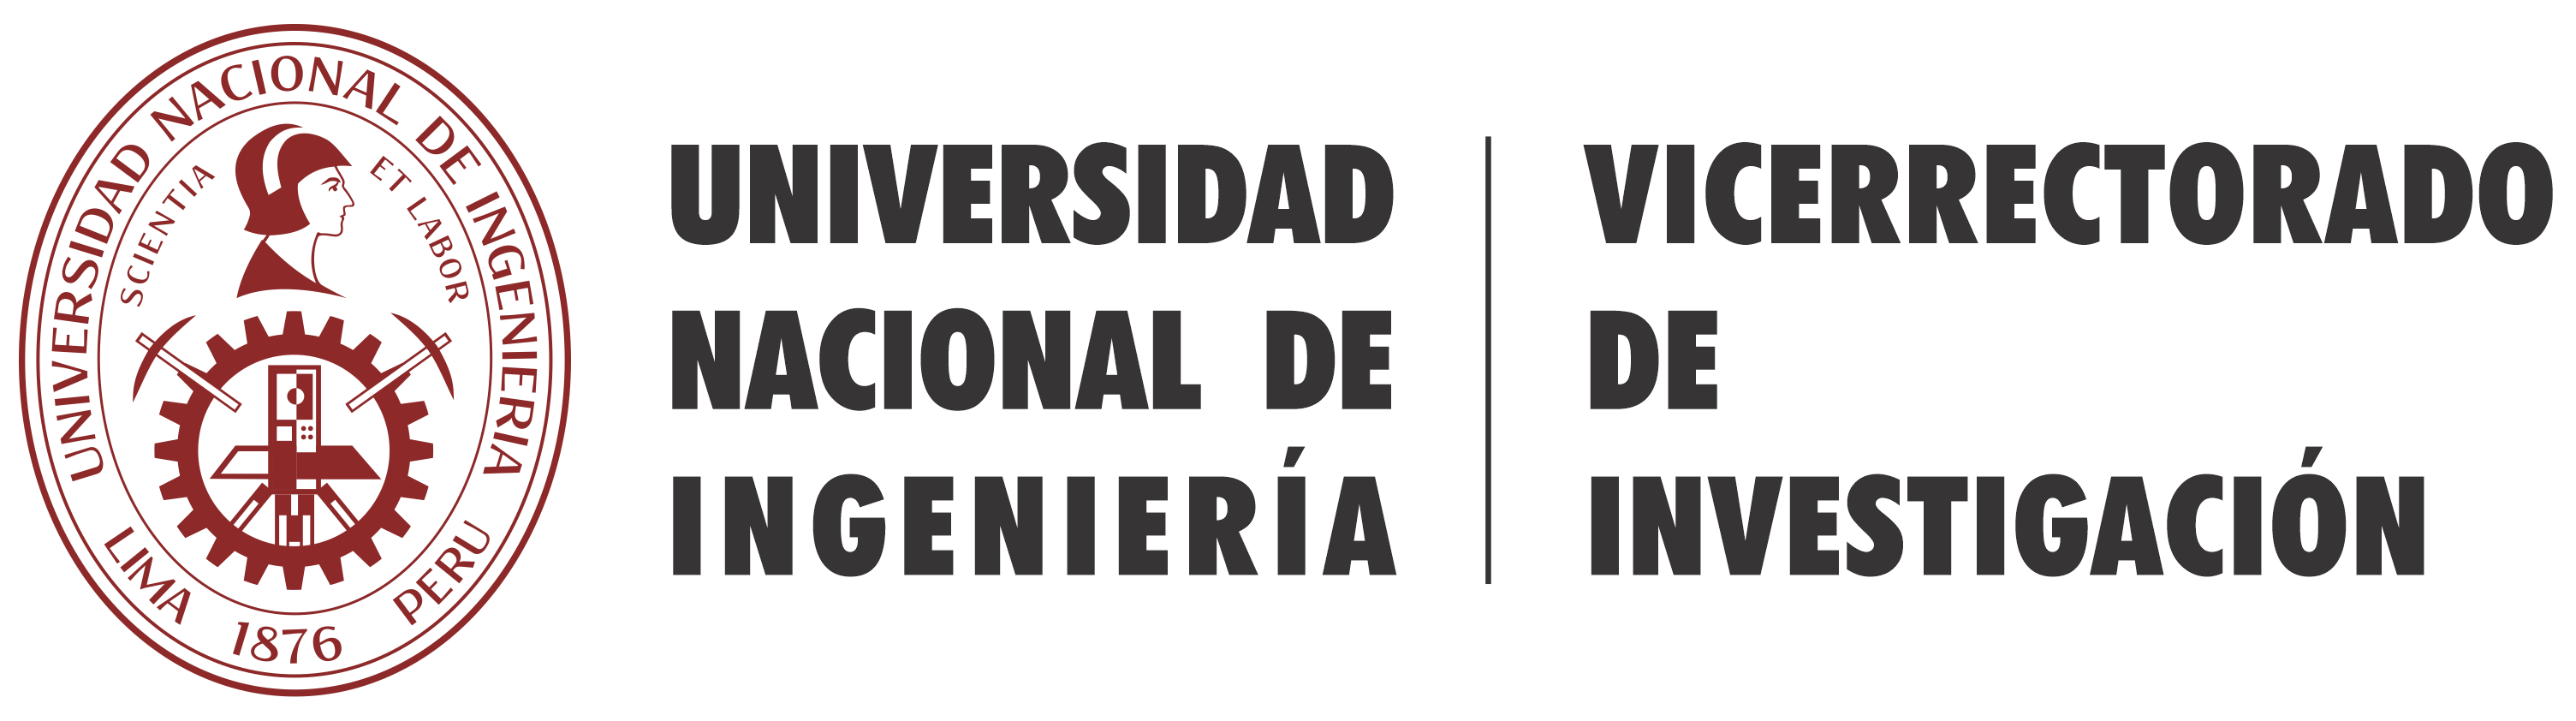 UNIVERSIDAD NACIONAL DE INGENIERIA
SCIENTIA ET LABOR
LIMA 1876 PERU
UNIVERSIDAD
NACIONAL DE
INGENIERÍA
VICERRECTORADO
DE
INVESTIGACIÓN